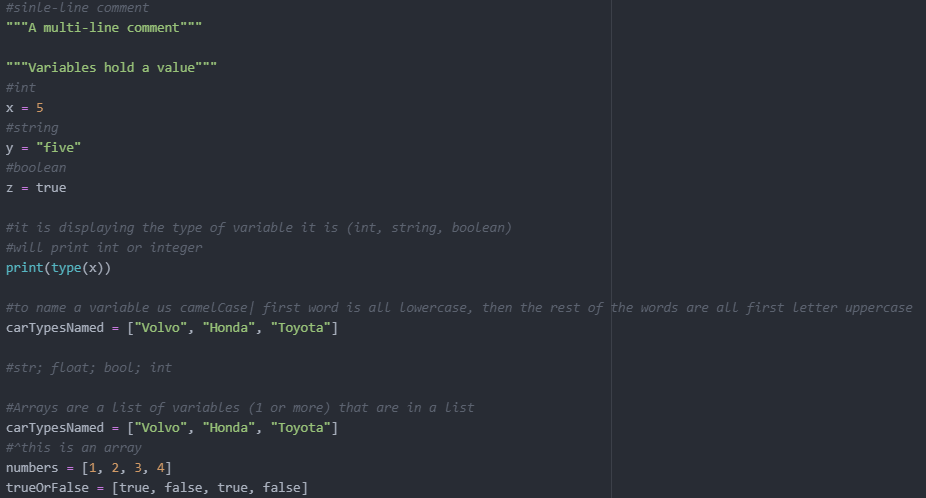 #sinle-line comment
"""A multi-line comment"""
"""Variables hold a value"""
#int
x = 5
#string
y = "five"
#boolean
z = true
#it is displaying the type of variable it is (int, string, boolean)
#will print int or integer
print(type(x))
#to name a variable us camelCase| first word is all lowercase, then the rest of the words are all first letter uppercase
carTypesNamed = ["Volvo", "Honda", "Toyota"]
#str; float; bool; int
#Arrays are a list of variables (1 or more) that are in a list
carTypesNamed = ["Volvo", "Honda", "Toyota"]
#^this is an array
numbers = [1, 2, 3, 4]
trueOrFalse = [true, false, true, false]